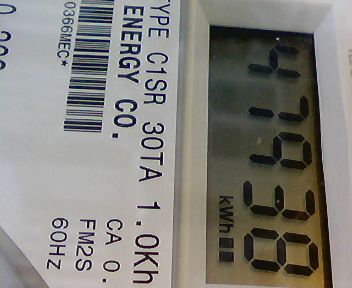 TYPE C1SR 30TA 1.0Kh
ENERGY CO.
CA 0.
FM2S
60HZ
0366MEC*
47938
kWh